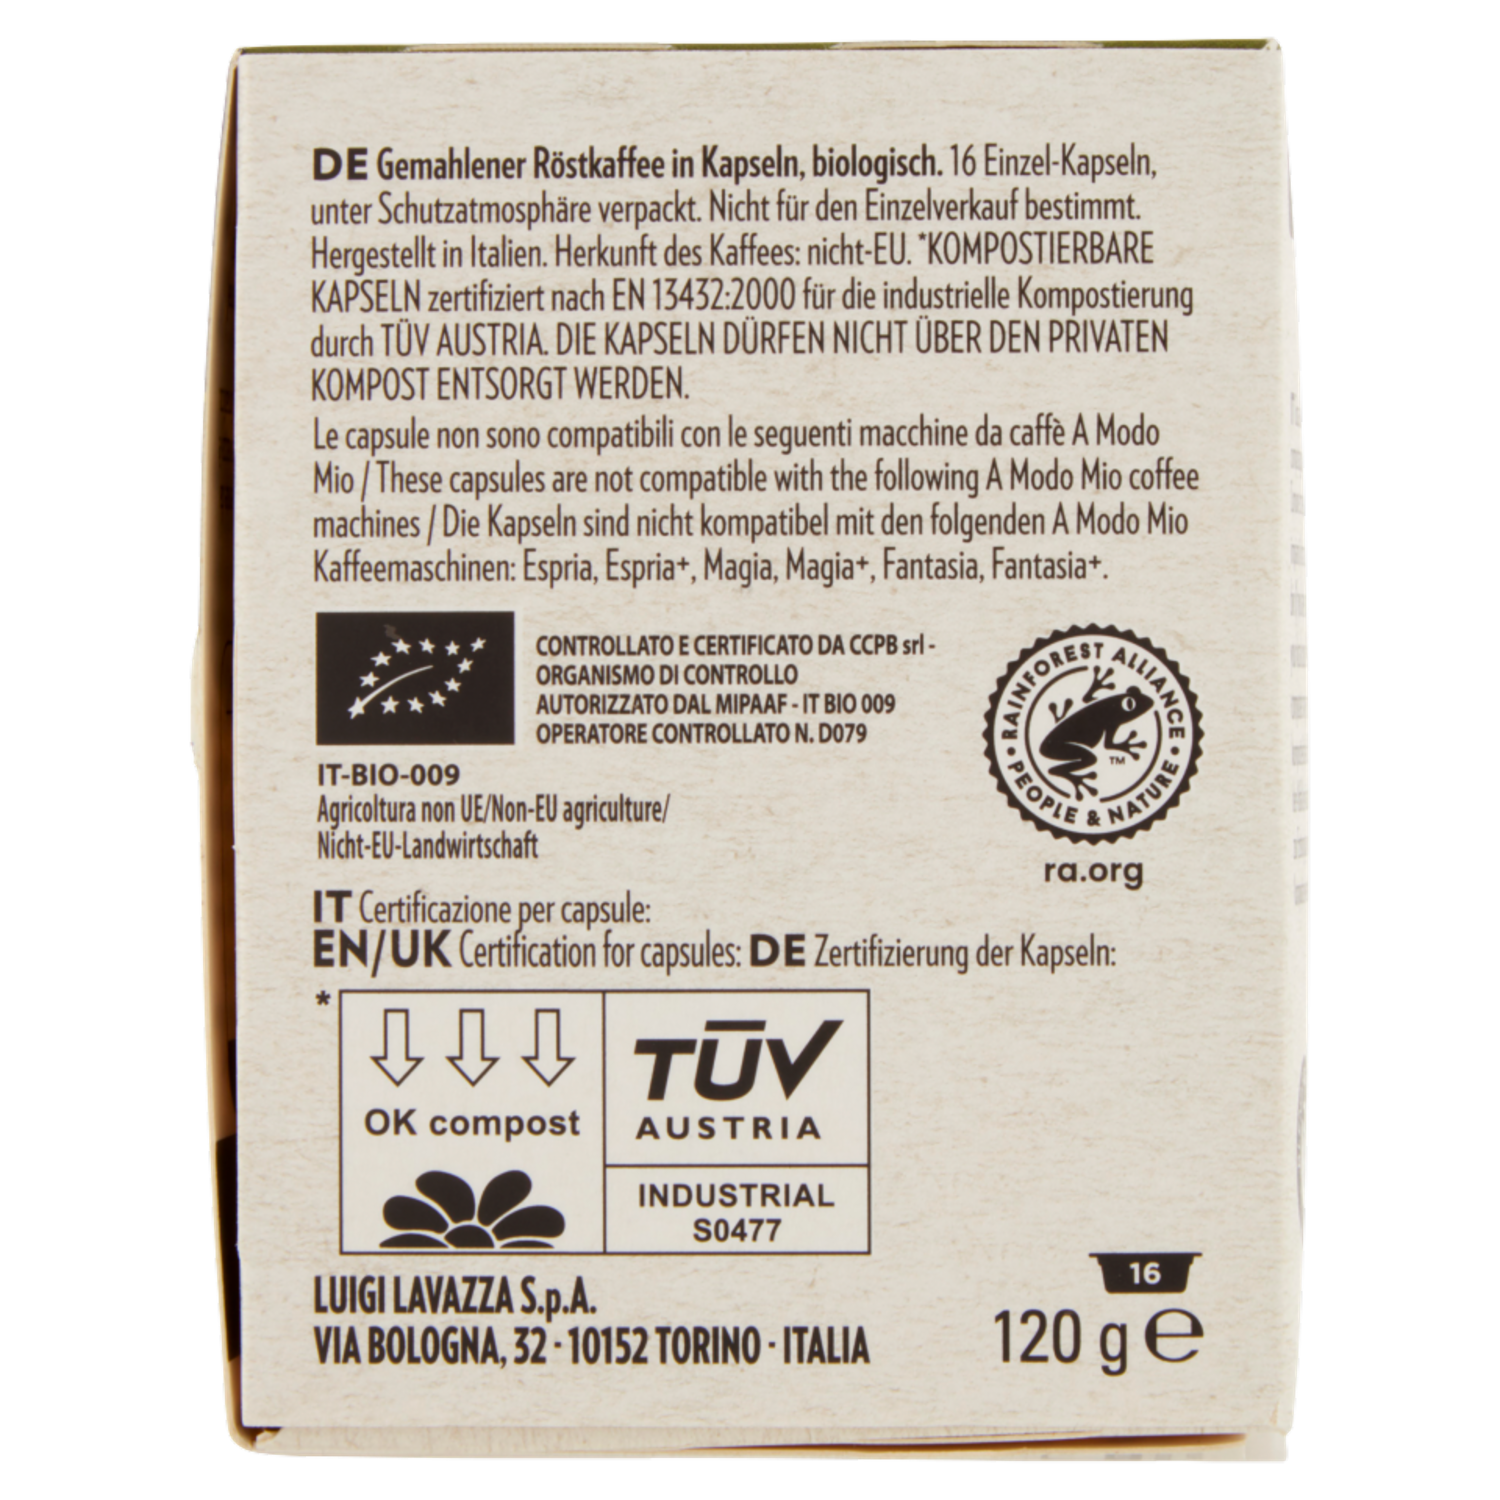 DE Gemahlener Röstkaffee in Kapseln, biologisch. 16 Einzel-Kapseln,
unter Schutzatmosphäre verpackt. Nicht für den Einzelverkauf bestimmt.
Hergestellt in Italien. Herkunft des Kaffees: nicht-EU. *KOMPOSTIERBARE
KAPSELN zertifiziert nach EN 13432:2000 für die industrielle Kompostierung
durch TÜV AUSTRIA. DIE KAPSELN DÜRFEN NICHT ÜBER DEN PRIVATEN
KOMPOST ENTSORGT WERDEN.
Le capsule non sono compatibili con le seguenti macchine da caffè A Modo
Mio / These capsules are not compatible with the following A Modo Mio coffee
machines / Die Kapseln sind nicht kompatibel mit den folgenden A Modo Mio
Kaffeemaschinen: Espria, Espria+, Magia, Magia+, Fantasia, Fantasia+.
CONTROLLATO E CERTIFICATO DA CCPB srl -
ORGANISMO DI CONTROLLO
AUTORIZZATO DAL MIPAAF - IT BIO 009
OPERATORE CONTROLLATO N. D079
IT-BIO-009
Agricoltura non UE/Non-EU agriculture/
Nicht-EU-Landwirtschaft
RAINFOREST ALLIANCE
• PEOPLE & NATURE •
TM
ra.org
IT Certificazione per capsule:
EN/UK Certification for capsules: DE Zertifizierung der Kapseln:
*
OK compost
TÜV
AUSTRIA
INDUSTRIAL
S0477
LUIGI LAVAZZA S.p.A.
VIA BOLOGNA, 32 - 10152 TORINO - ITALIA
16
120 g ℮